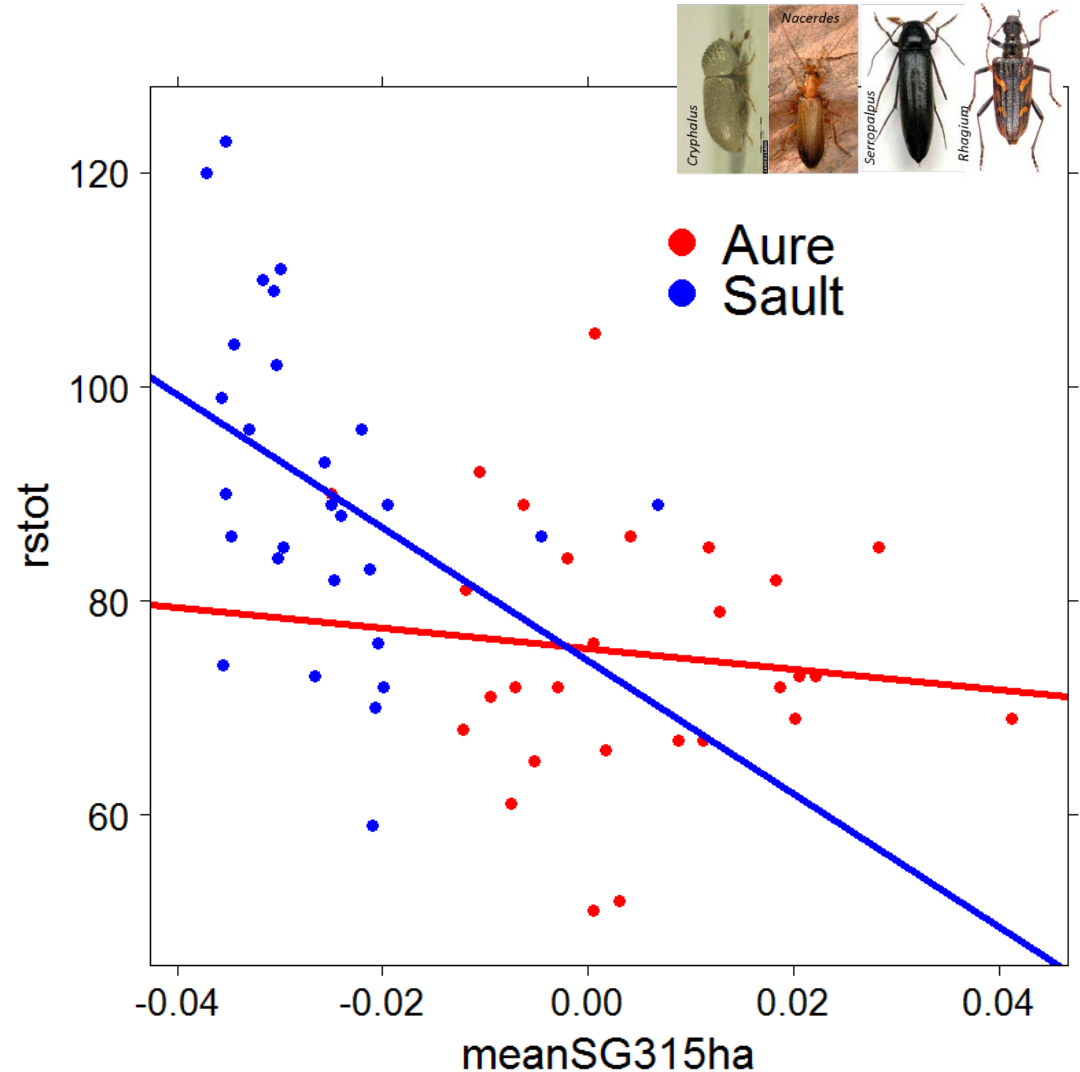 Cryphalus
Nacerdes
Serropalpus
Rhagium
Aure
Sault
120
100
80
60
rstot
-0.04
-0.02
0.00
0.02
0.04
meanSG315ha